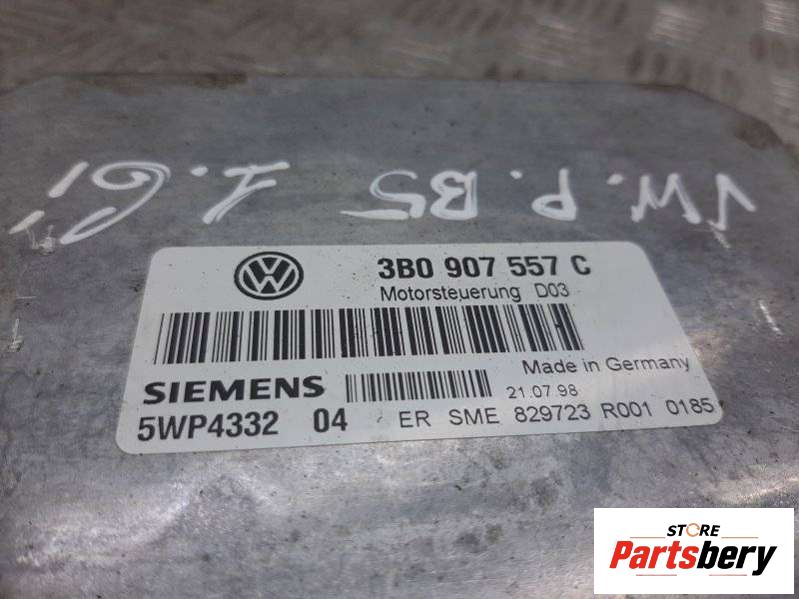 VW. P. B5 1.6i
VW
3B0 907 557 C
Motorsteuerung D03
Made in Germany
SIEMENS
21.07.98
5WP4332 04 ER SME 829723 R001 0185
STORE
Partsbery